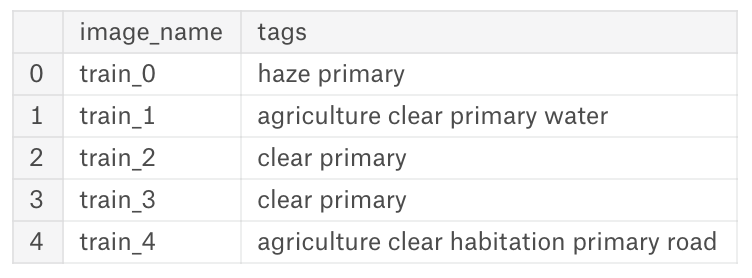 image_name tags
0 train_0 haze primary
1 train_1 agriculture clear primary water
2 train_2 clear primary
3 train_3 clear primary
4 train_4 agriculture clear habitation primary road